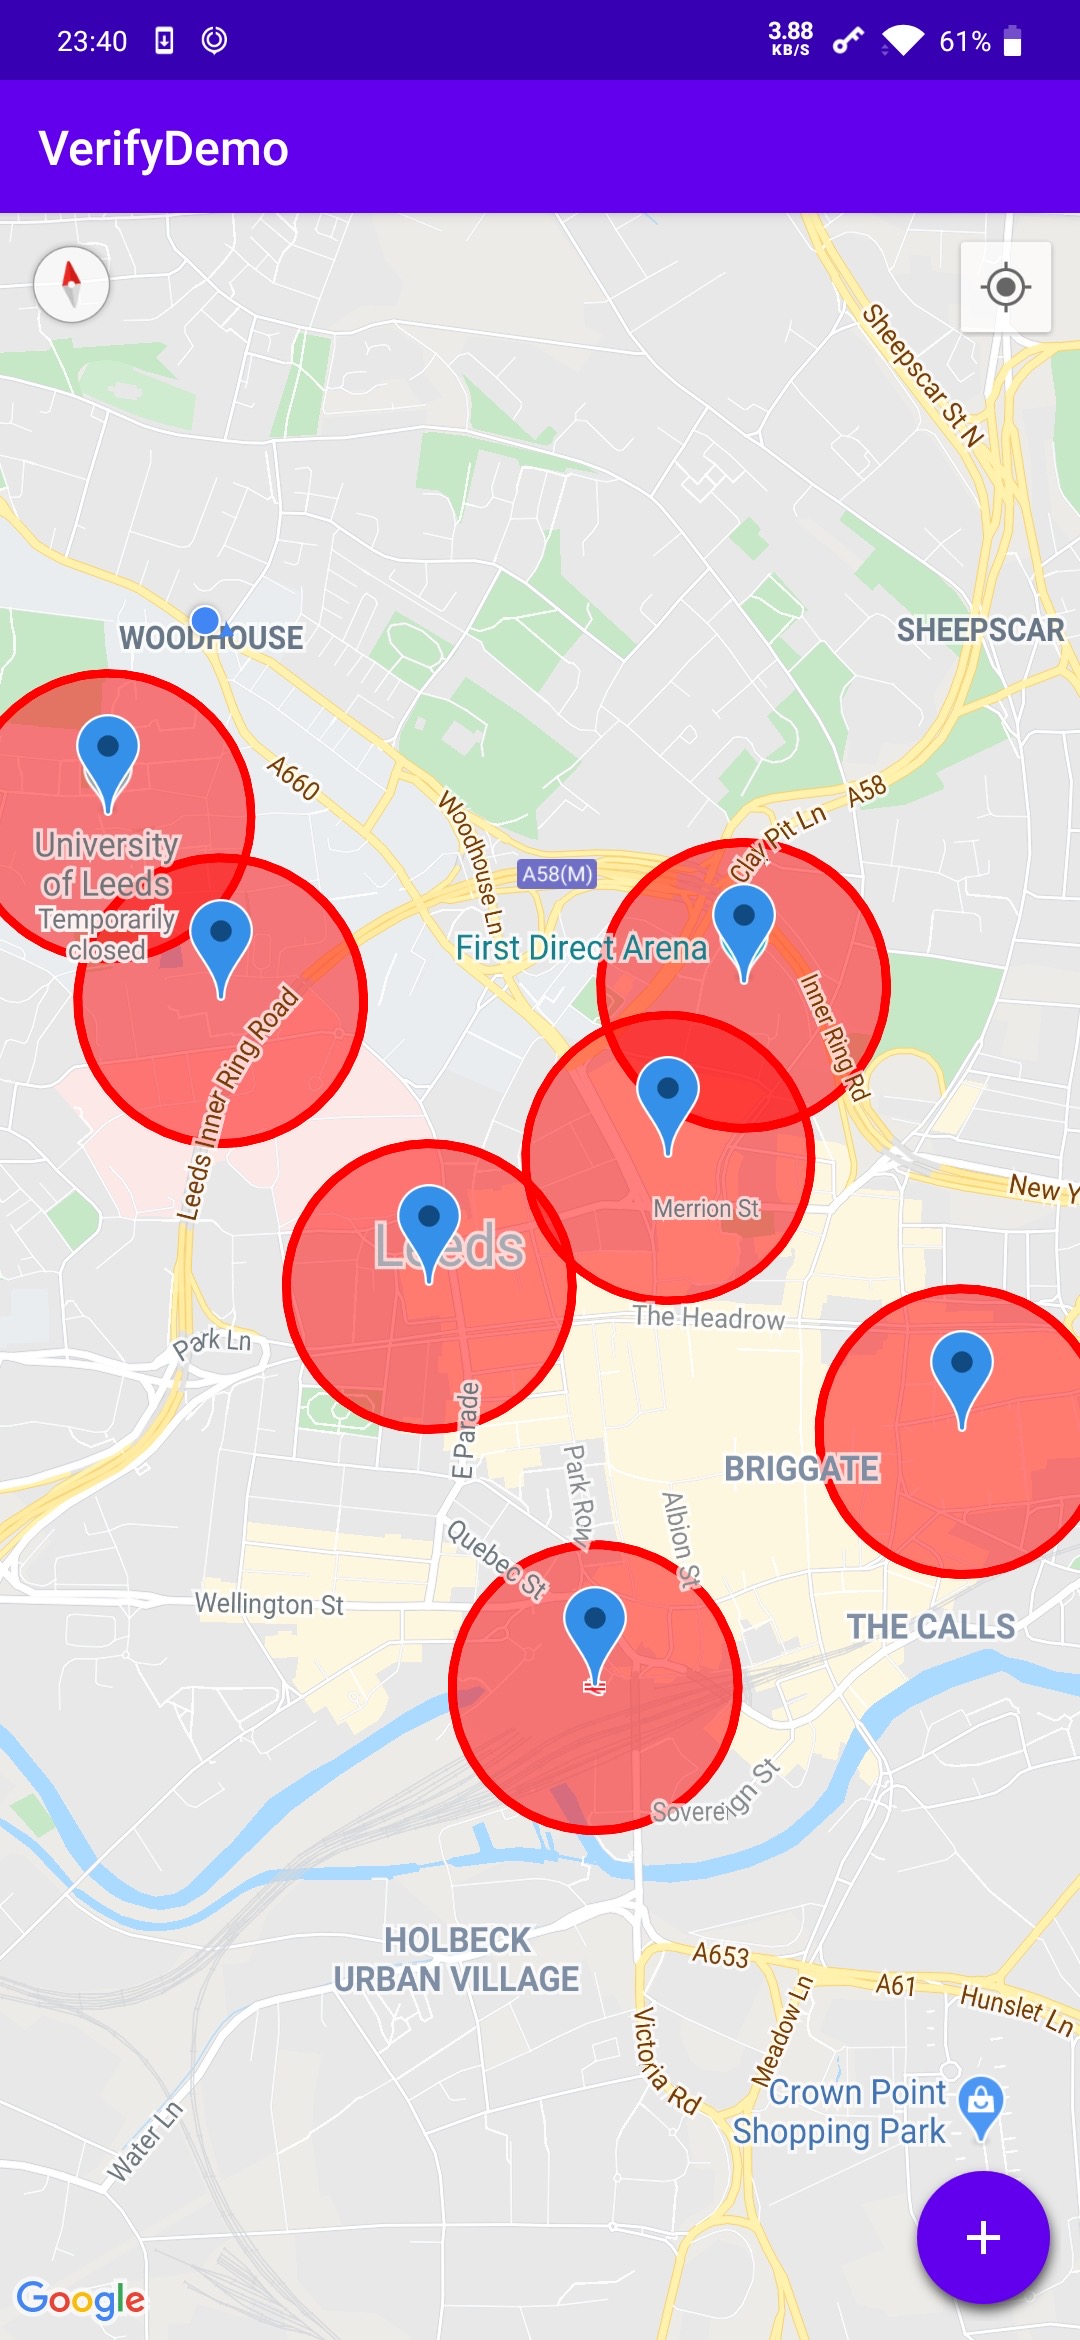 23:40
3.88
KB/S
61%
VerifyDemo
Sheepscar St N
WOODHOUSE
SHEEPSCAR
A660
Woodhouse Ln
A58
Clay Pit Ln
University
of Leeds
Temporarily
closed
A58(M)
First Direct Arena
Inner Ring Rd
Leeds Inner Ring Road
New Y
Merrion St
Leeds
The Headrow
Park Ln
E Parade
Park Row
BRIGGATE
Albion St
Quebec St
Wellington St
THE CALLS
Sovereign St
HOLBECK
URBAN VILLAGE
A653
A61
Hunslet Ln
Meadow Ln
Victoria Rd
Crown Point
Shopping Park
Water Ln
Google